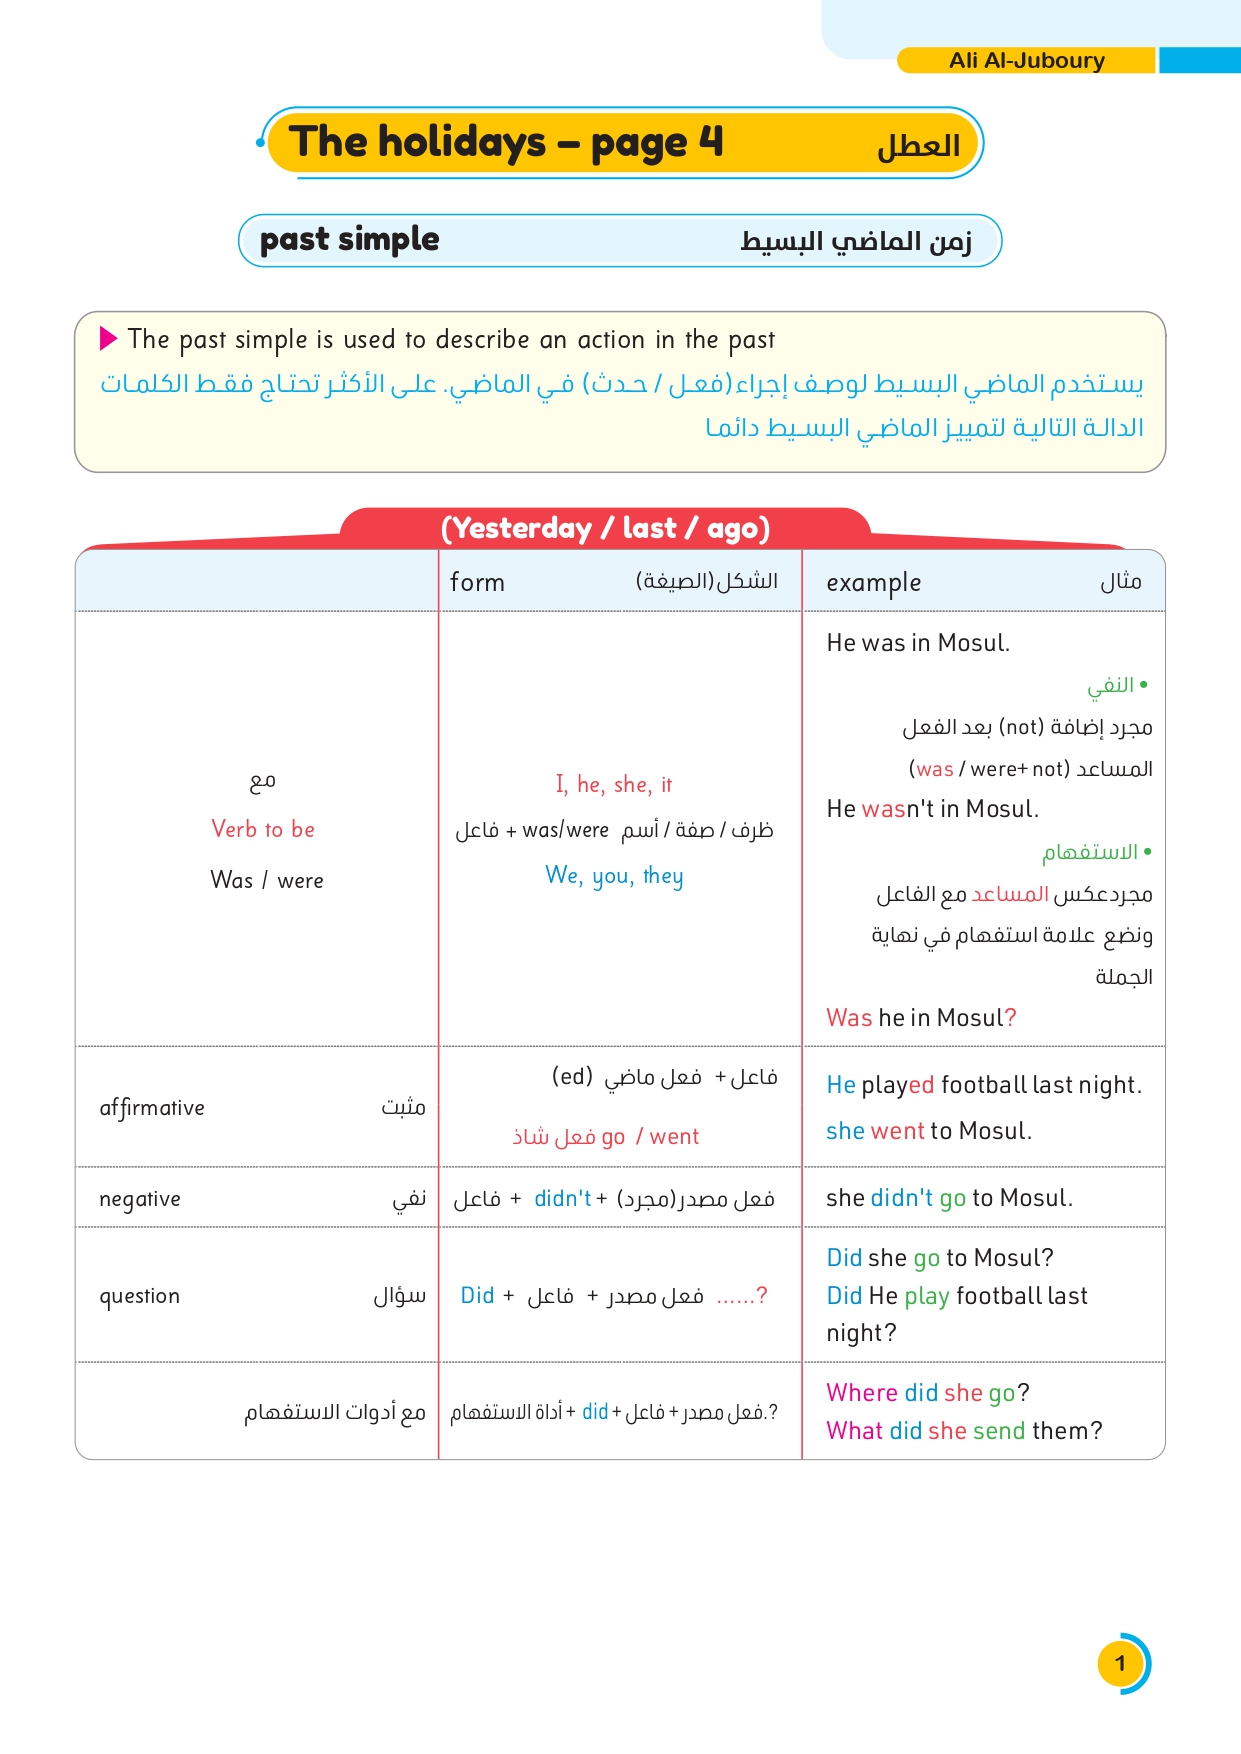 Ali Al-Juboury
The holidays – page 4 العطل
past simple زمن الماضي البسيط
The past simple is used to describe an action in the past
يستخدم الماضي البسيط لوصف إجراء(فعل / حدث) في الماضي. على الأكثر تحتاج فقط الكلمات
الدالة التالية لتمييز الماضي البسيط دائما
(Yesterday / last / ago)
form الشكل(الصيغة) example مثال
مع
Verb to be
Was / were
I, he, she, it
فاعل + was/were ظرف / صفة / أسم
We, you, they
He was in Mosul.
• النفي
مجرد إضافة (not) بعد الفعل
المساعد (was / were+ not)
He wasn't in Mosul.
• الاستفهام
مجردعكس المساعد مع الفاعل
ونضع علامة استفهام في نهاية
الجملة
Was he in Mosul?
affirmative مثبت
فاعل + فعل ماضي (ed)
go / went فعل شاذ
He played football last night.
she went to Mosul.
negative نفي
فاعل + didn't + فعل مصدر(مجرد)
she didn't go to Mosul.
question سؤال
Did + فاعل + فعل مصدر ......?
Did she go to Mosul?
Did He play football last
night?
مع أدوات الاستفهام
أداة الاستفهام + did + فاعل + فعل مصدر.?
Where did she go?
What did she send them?
1